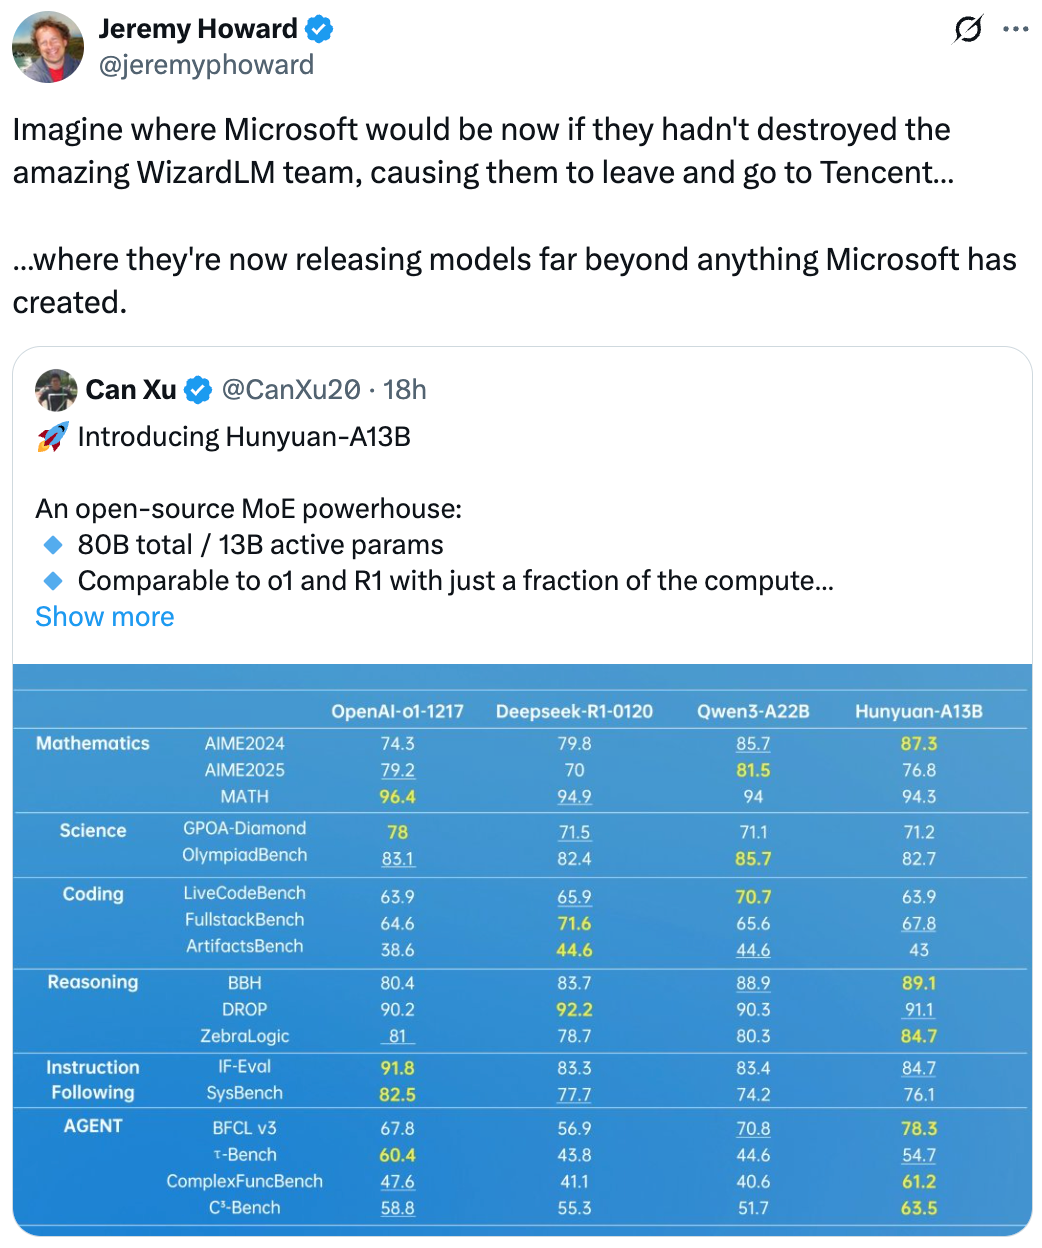 Jeremy Howard
@jeremyphoward
Imagine where Microsoft would be now if they hadn't destroyed the
amazing WizardLM team, causing them to leave and go to Tencent...
...where they're now releasing models far beyond anything Microsoft has
created.
Can Xu @CanXu20 · 18h
🚀 Introducing Hunyuan-A13B
An open-source MoE powerhouse:
🔹 80B total / 13B active params
🔹 Comparable to o1 and R1 with just a fraction of the compute...
Show more
OpenAI-o1-1217 Deepseek-R1-0120 Qwen3-A22B Hunyuan-A13B
Mathematics AIME2024 74.3 79.8 85.7 87.3
AIME2025 79.2 70 81.5 76.8
MATH 96.4 94.9 94 94.3
Science GPQA-Diamond 78 71.5 71.1 71.2
OlympiadBench 83.1 82.4 85.7 82.7
Coding LiveCodeBench 63.9 65.9 70.7 63.9
FullstackBench 64.6 71.6 65.6 67.8
ArtifactsBench 38.6 44.6 44.6 43
Reasoning BBH 80.4 83.7 88.9 89.1
DROP 90.2 92.2 90.3 91.1
ZebraLogic 81 78.7 80.3 84.7
Instruction IF-Eval 91.8 83.3 83.4 84.7
Following SysBench 82.5 77.7 74.2 76.1
AGENT BFCL v3 67.8 56.9 70.8 78.3
τ-Bench 60.4 43.8 44.6 54.7
ComplexFuncBench 47.6 41.1 40.6 61.2
C³-Bench 58.8 55.3 51.7 63.5